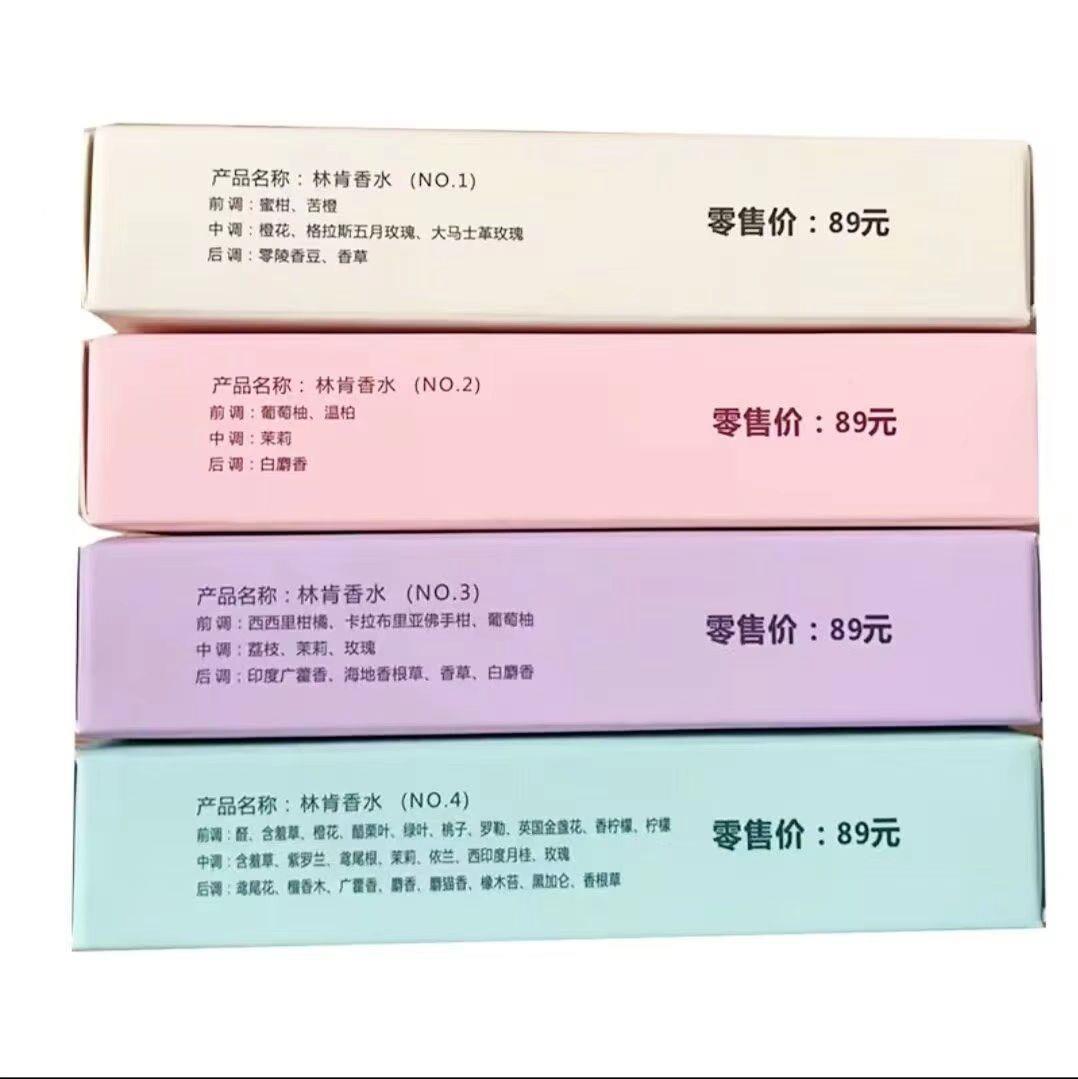 产品名称：林肯香水 (NO.1)
前调：蜜柑、苦橙
中调：橙花、格拉斯五月玫瑰、大马士革玫瑰
后调：零陵香豆、香草
零售价：89元
产品名称：林肯香水 (NO.2)
前调：葡萄柚、温柏
中调：茉莉
后调：白麝香
零售价：89元
产品名称：林肯香水 (NO.3)
前调：西西里柑橘、卡拉布里亚佛手柑、葡萄柚
中调：荔枝、茉莉、玫瑰
后调：印度广藿香、海地香根草、香草、白麝香
零售价：89元
产品名称：林肯香水 (NO.4)
前调：醛、含羞草、橙花、醋栗叶、绿叶、桃子、罗勒、英国金盏花、香柠檬、柠檬
中调：含羞草、紫罗兰、鸢尾根、茉莉、依兰、西印度月桂、玫瑰
后调：鸢尾花、檀香木、广藿香、麝香、麝猫香、橡木苔、黑加仑、香根草
零售价：89元